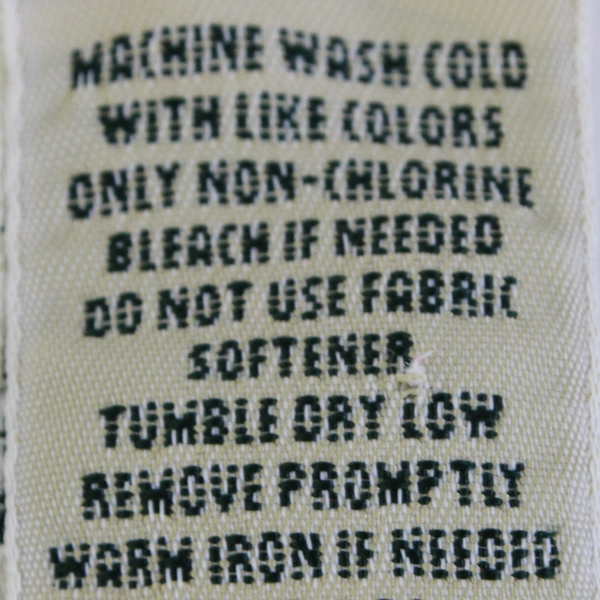 MACHINE WASH COLD
WITH LIKE COLORS
ONLY NON-CHLORINE
BLEACH IF NEEDED
DO NOT USE FABRIC
SOFTENER
TUMBLE DRY LOW
REMOVE PROMPTLY
WARM IRON IF NEEDED